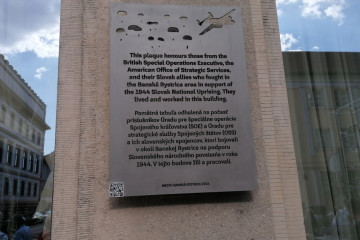 This plaque honours those from the
British Special Operations Executive, the
American Office of Strategic Services,
and their Slovak allies who fought in
the Banská Bystrica area in support of
the 1944 Slovak National Uprising. They
lived and worked in this building.
Pamätná tabuľa odhalená na počesť
príslušníkov Úradu pre špeciálne operácie
Spojeného kráľovstva (SOE) a Úradu pre
strategické služby Spojených štátov (OSS)
a ich slovenských spojencov, ktorí bojovali
v okolí Banskej Bystrice na podporu
Slovenského národného povstania v roku
1944. V tejto budove žili a pracovali.